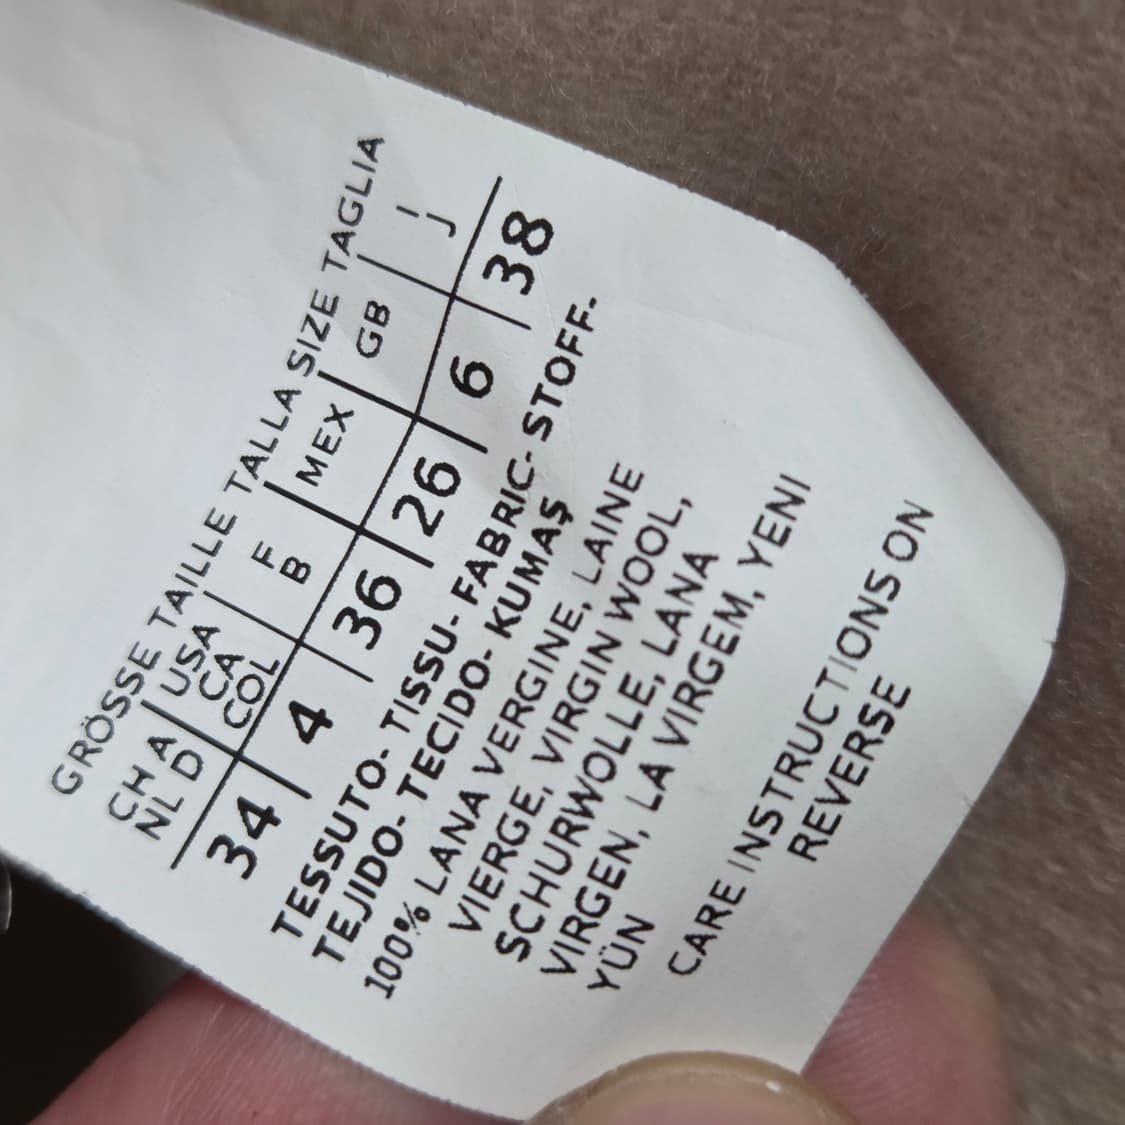 GRÖSSE TAILLE TALLA SIZE TAGLIA
CH A USA F MEX GB I
NL D CA B J
COL
34 4 36 26 6 38
TESSUTO- TISSU- FABRIC- STOFF.
TEJIDO- TECIDO- KUMAŞ
100% LANA VERGINE, LAINE
VIERGE, VIRGIN WOOL,
SCHURWOLLE, LANA
VIRGEN, LA VIRGEM, YENI
YÜN
CARE INSTRUCTIONS ON
REVERSE